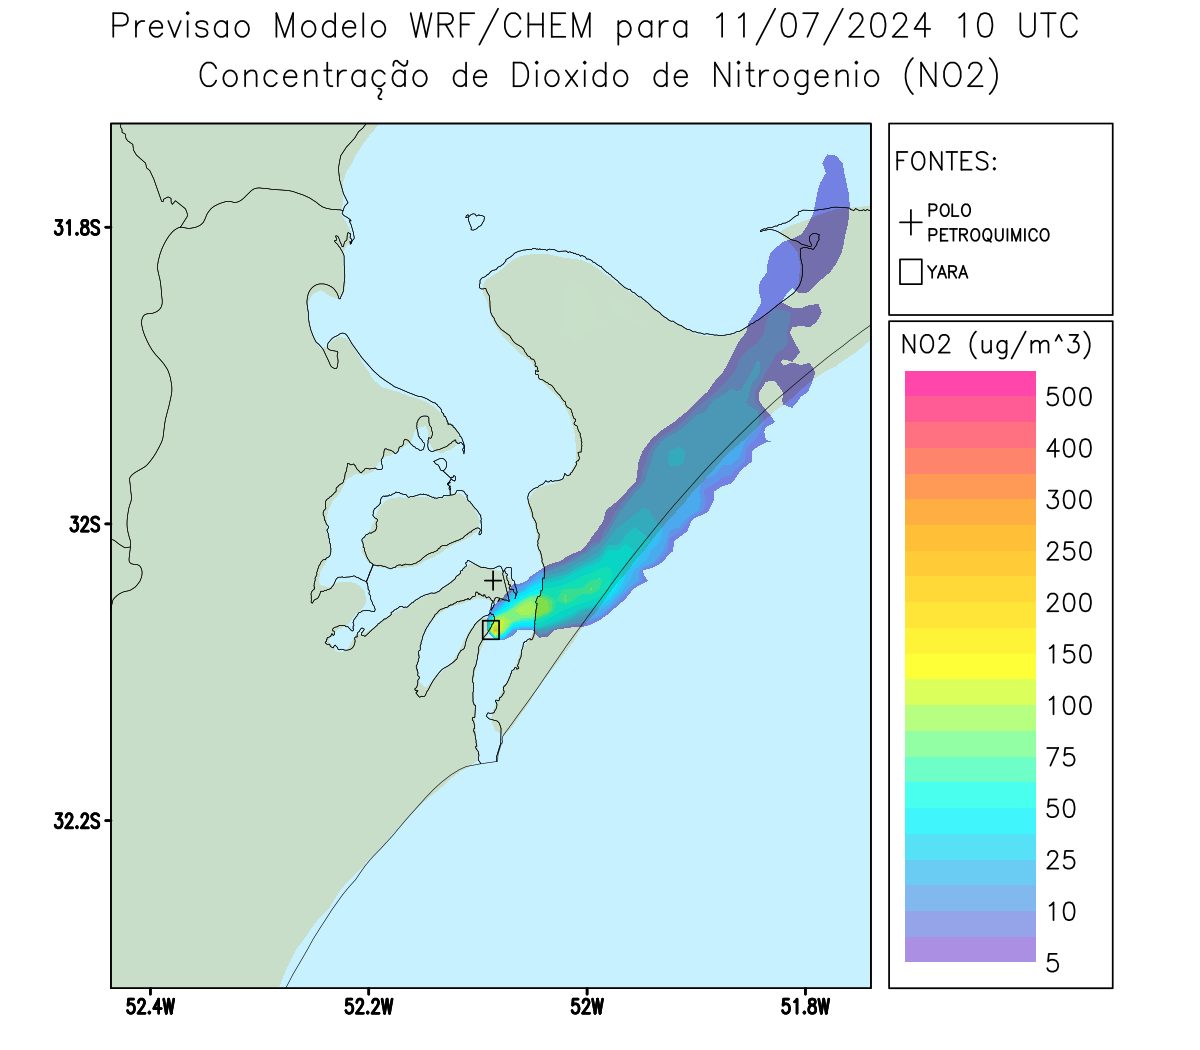 Previsao Modelo WRF/CHEM para 11/07/2024 10 UTC
Concentração de Dioxido de Nitrogenio (NO2)
FONTES:
POLO
PETROQUIMICO
YARA
NO2 (ug/m^3)
500
400
300
250
200
150
100
75
50
25
10
5
31.8S
32S
32.2S
52.4W
52.2W
52W
51.8W